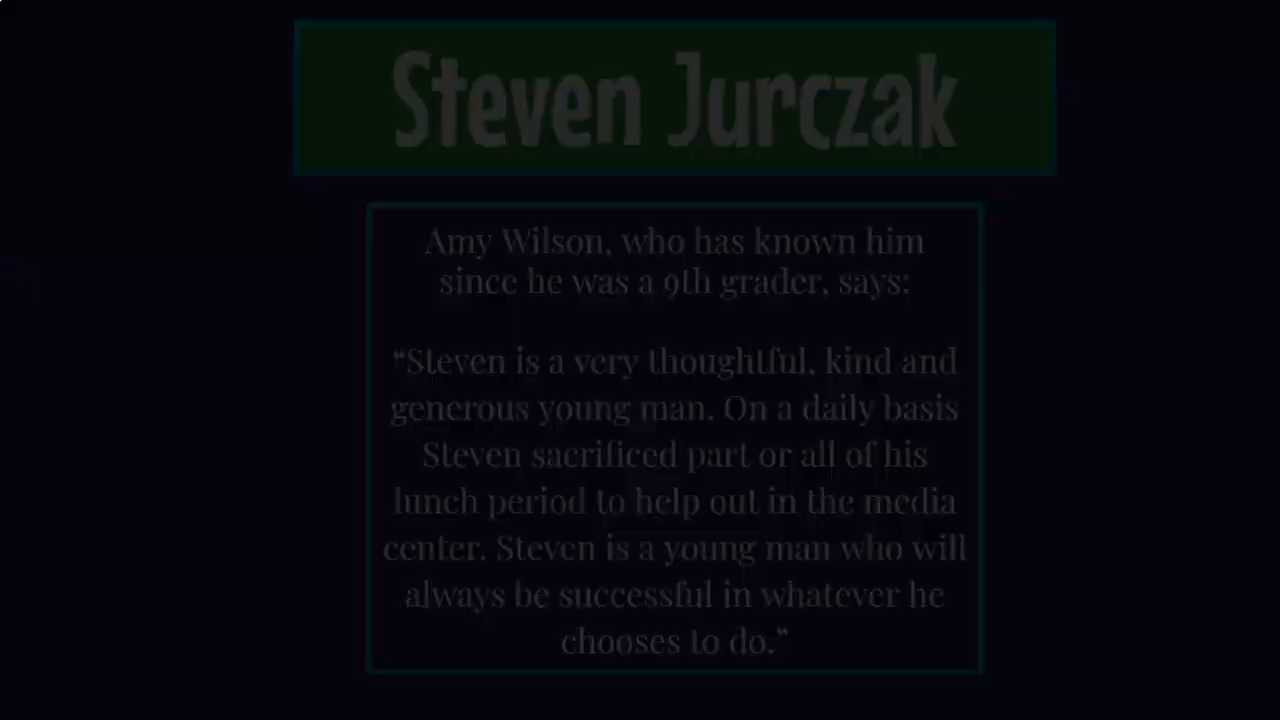 Steven Jurczak
Amy Wilson, who has known him
since he was a 9th grader, says:
“Steven is a very thoughtful, kind and
generous young man. On a daily basis
Steven sacrificed part or all of his
lunch period to help out in the media
center. Steven is a young man who will
always be successful in whatever he
chooses to do.”